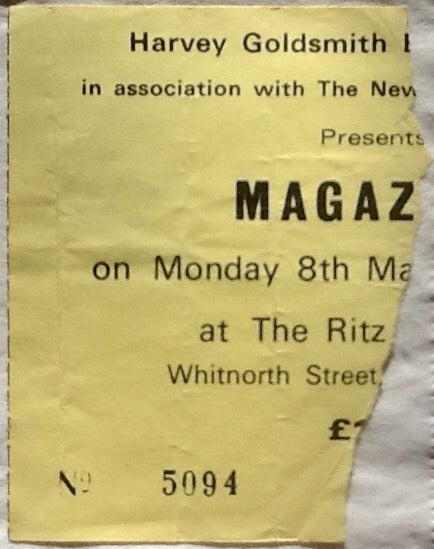 Harvey Goldsmith
in association with The New
Presents
MAGAZ
on Monday 8th Ma
at The Ritz
Whitnorth Street,
£
Nº 5094